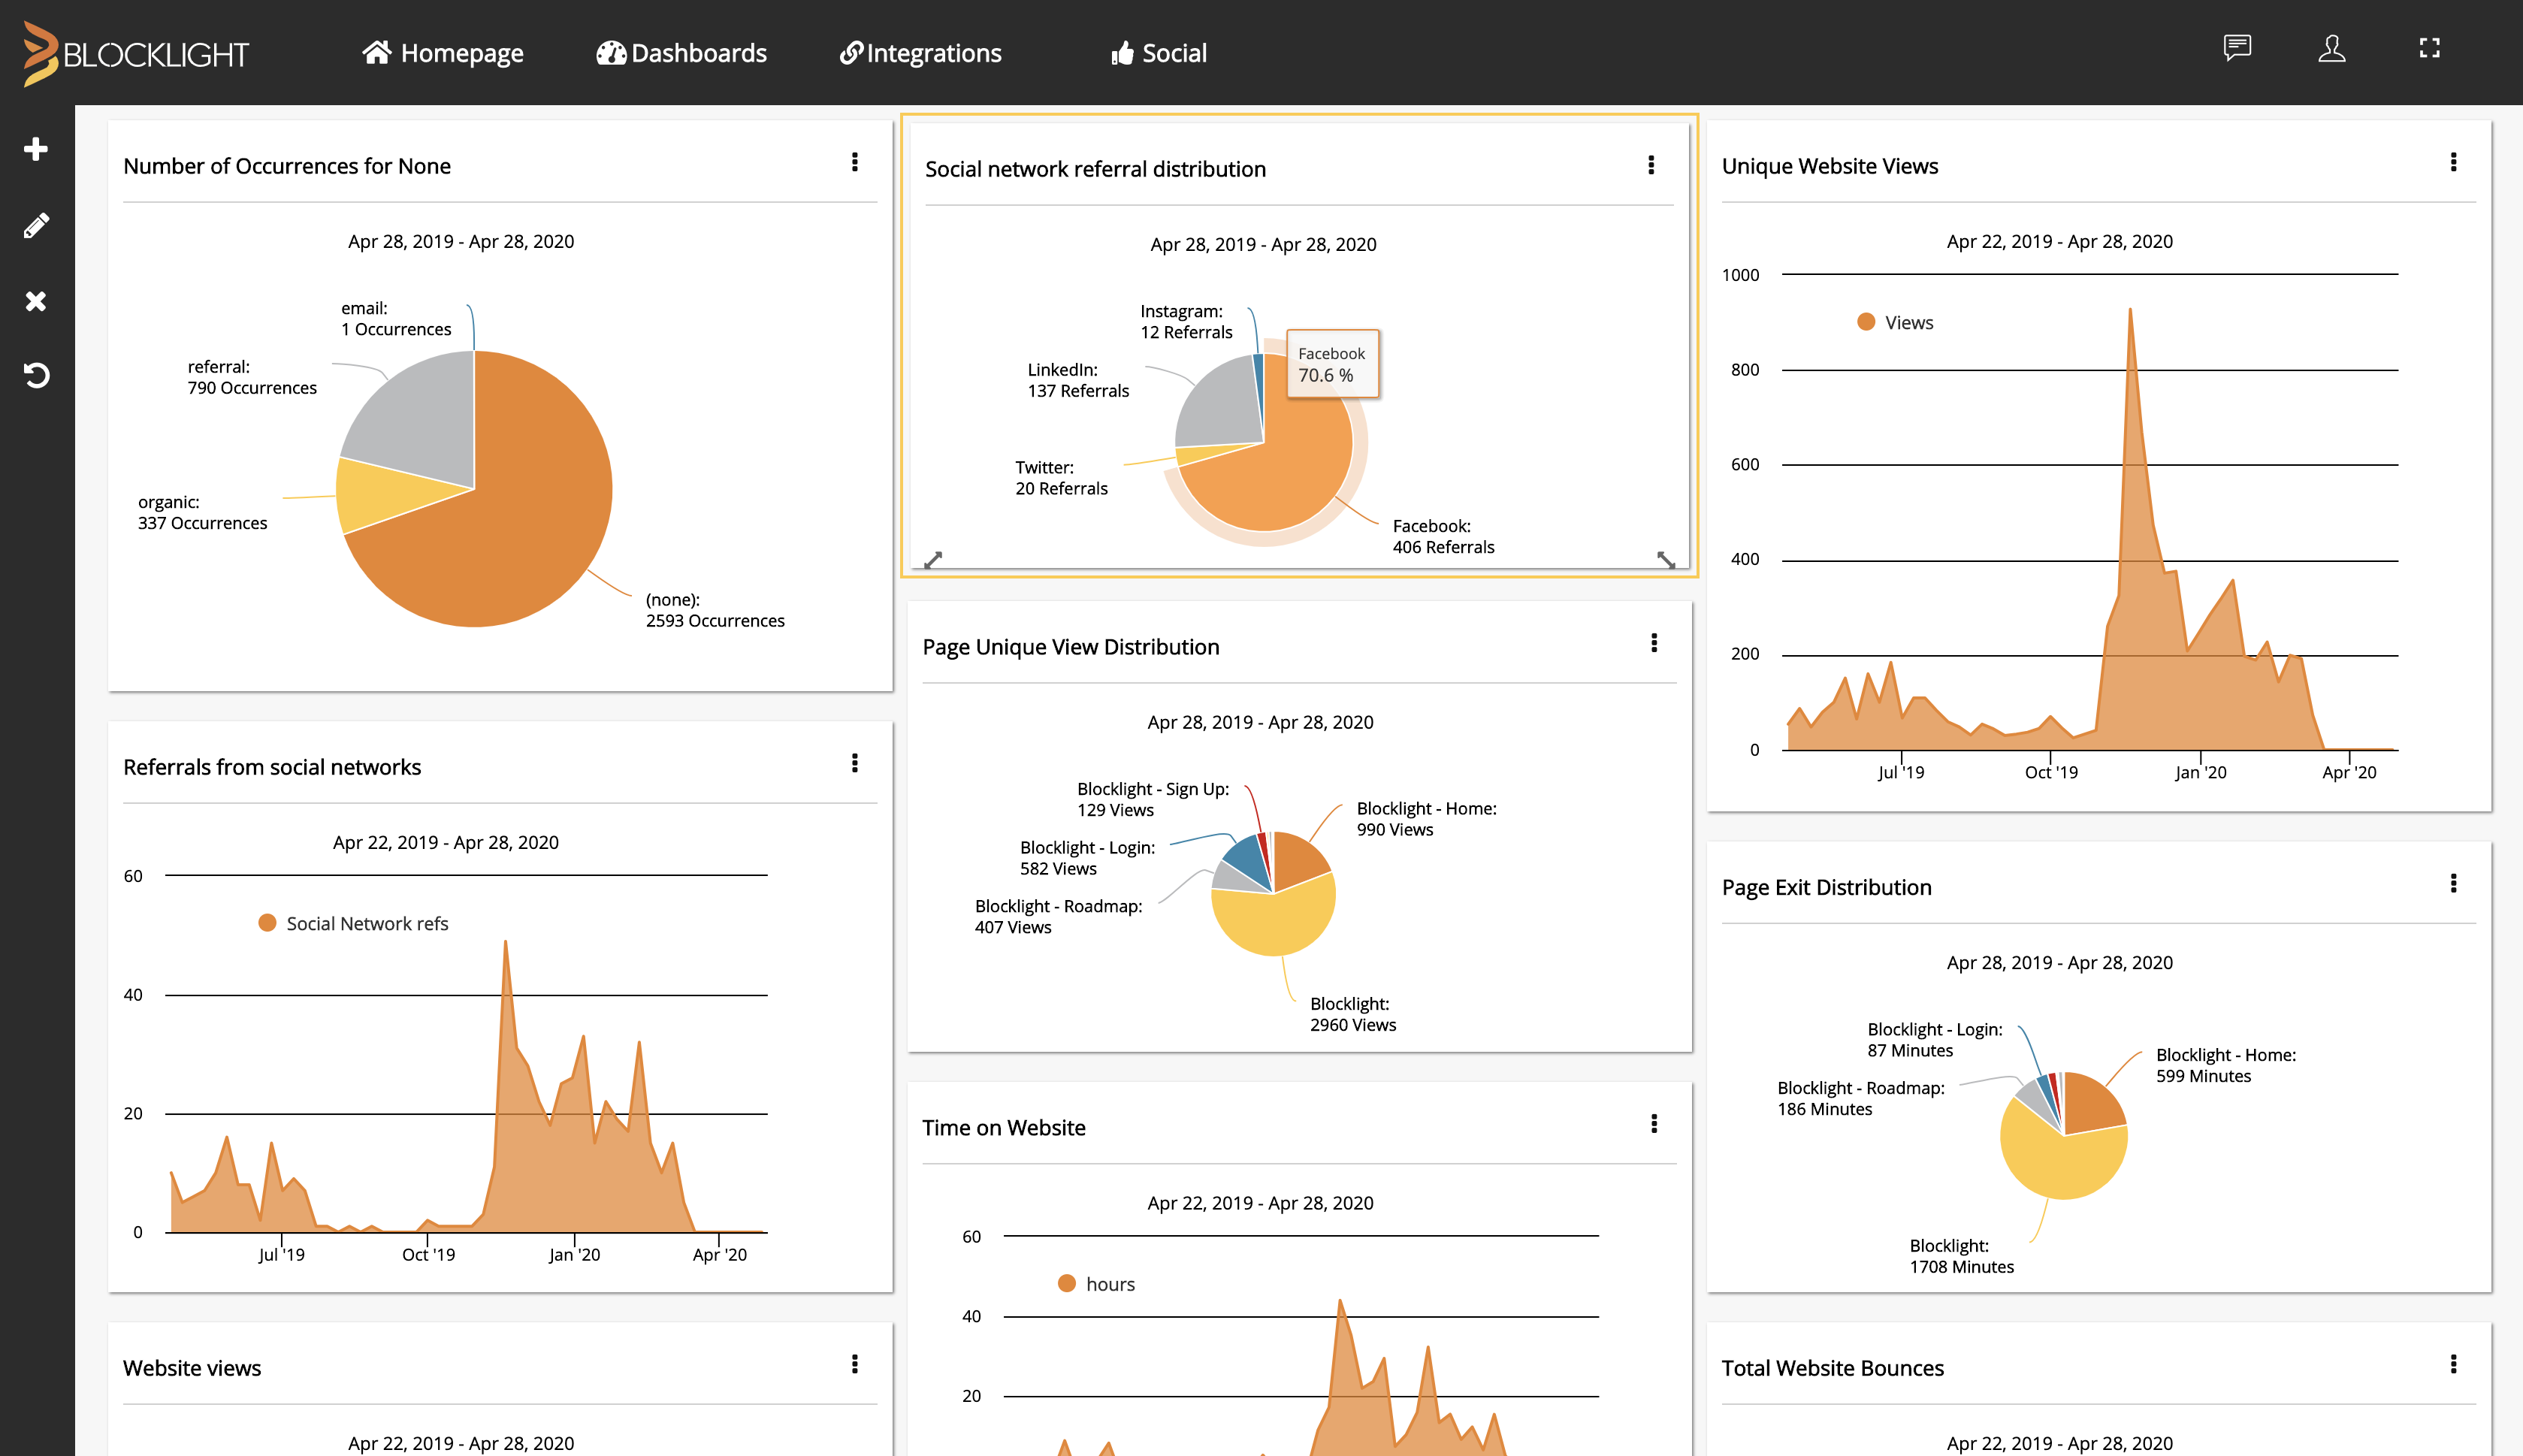 BLOCKLIGHT
Homepage
Dashboards
Integrations
Social
Number of Occurrences for None
Apr 28, 2019 - Apr 28, 2020
email:
1 Occurrences
referral:
790 Occurrences
organic:
337 Occurrences
(none):
2593 Occurrences
Social network referral distribution
Apr 28, 2019 - Apr 28, 2020
Instagram:
12 Referrals
Facebook
70.6 %
LinkedIn:
137 Referrals
Twitter:
20 Referrals
Facebook:
406 Referrals
Unique Website Views
Apr 22, 2019 - Apr 28, 2020
1000
Views
800
600
400
200
0
Jul '19 Oct '19 Jan '20 Apr '20
Referrals from social networks
Apr 22, 2019 - Apr 28, 2020
60
Social Network refs
40
20
0
Jul '19 Oct '19 Jan '20 Apr '20
Page Unique View Distribution
Apr 28, 2019 - Apr 28, 2020
Blocklight - Sign Up:
129 Views
Blocklight - Home:
990 Views
Blocklight - Login:
582 Views
Blocklight - Roadmap:
407 Views
Blocklight:
2960 Views
Page Exit Distribution
Apr 28, 2019 - Apr 28, 2020
Blocklight - Login:
87 Minutes
Blocklight - Home:
599 Minutes
Blocklight - Roadmap:
186 Minutes
Blocklight:
1708 Minutes
Time on Website
Apr 22, 2019 - Apr 28, 2020
60
hours
40
20
Website views
Apr 22, 2019 - Apr 28, 2020
Total Website Bounces
Apr 22, 2019 - Apr 28, 2020